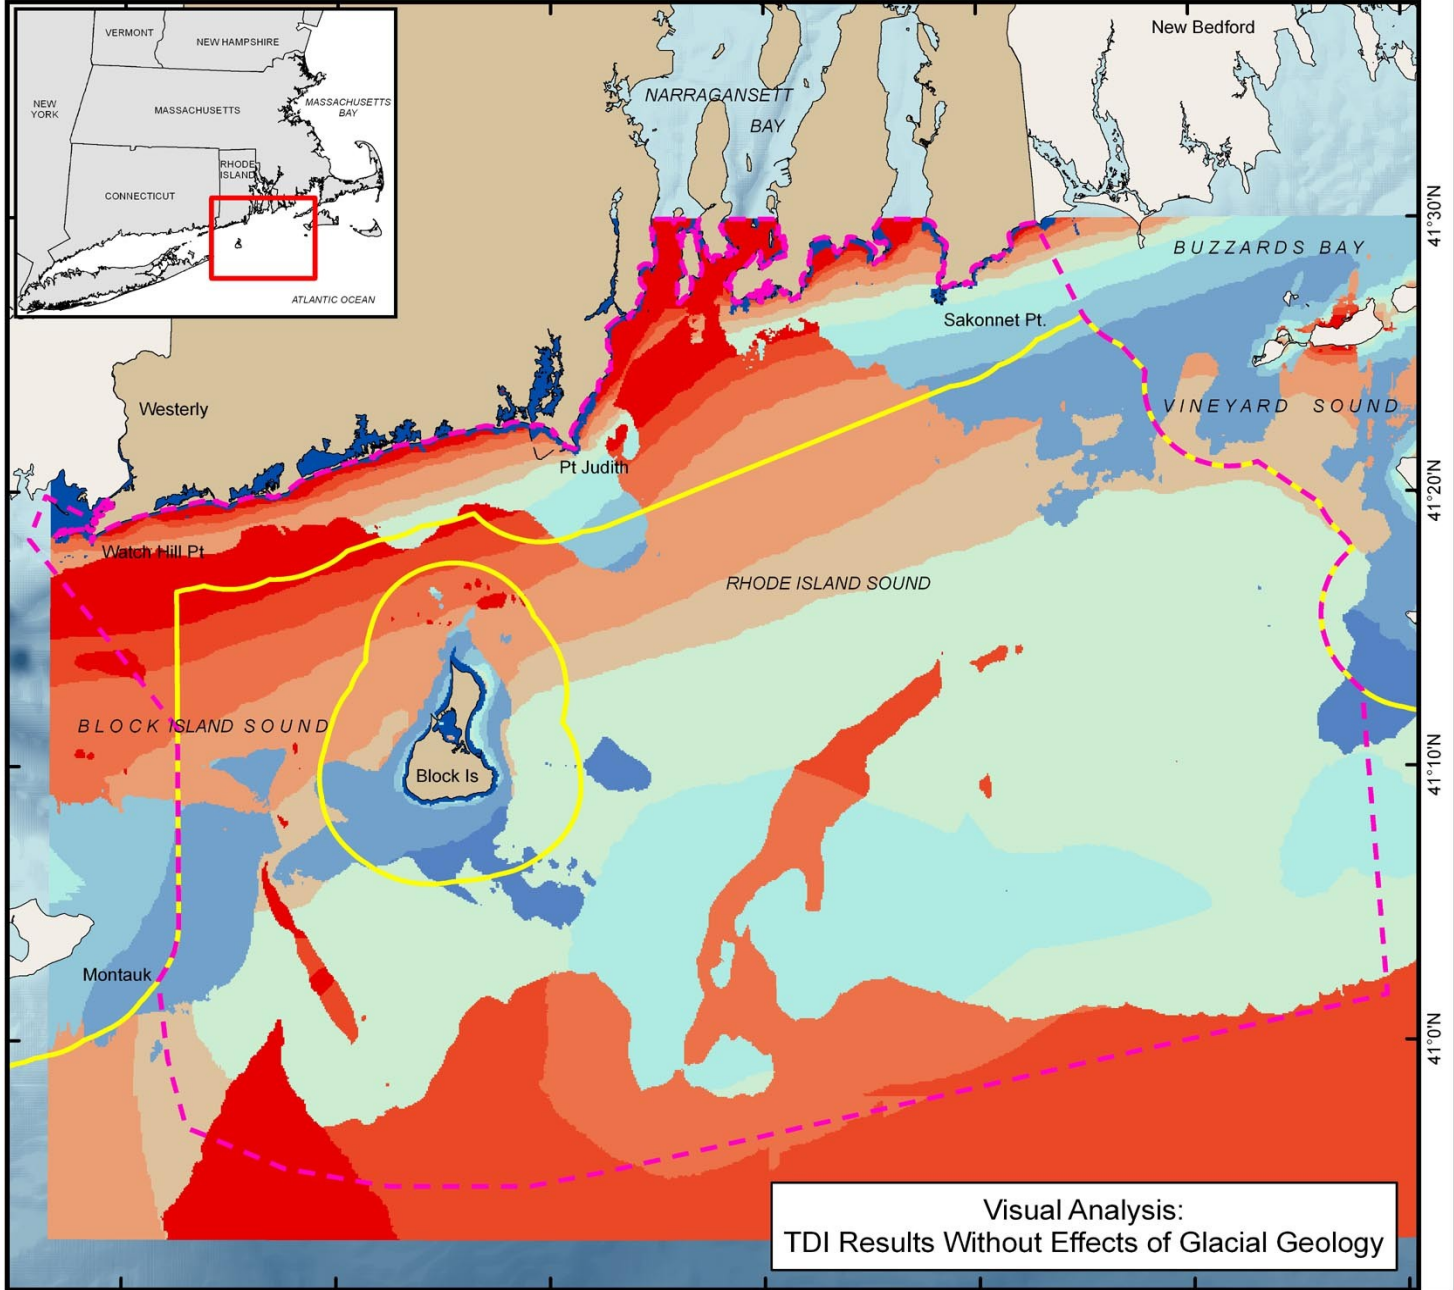 VERMONT
NEW HAMPSHIRE
NEW
YORK
MASSACHUSETTS
MASSACHUSETTS
BAY
RHODE
ISLAND
CONNECTICUT
ATLANTIC OCEAN
New Bedford
NARRAGANSETT
BAY
41°30'N
BUZZARDS BAY
Sakonnet Pt.
Westerly
VINEYARD SOUND
Pt Judith
41°20'N
Watch Hill Pt
RHODE ISLAND SOUND
BLOCK ISLAND SOUND
Block Is
41°10'N
Montauk
41°0'N
Visual Analysis:
TDI Results Without Effects of Glacial Geology